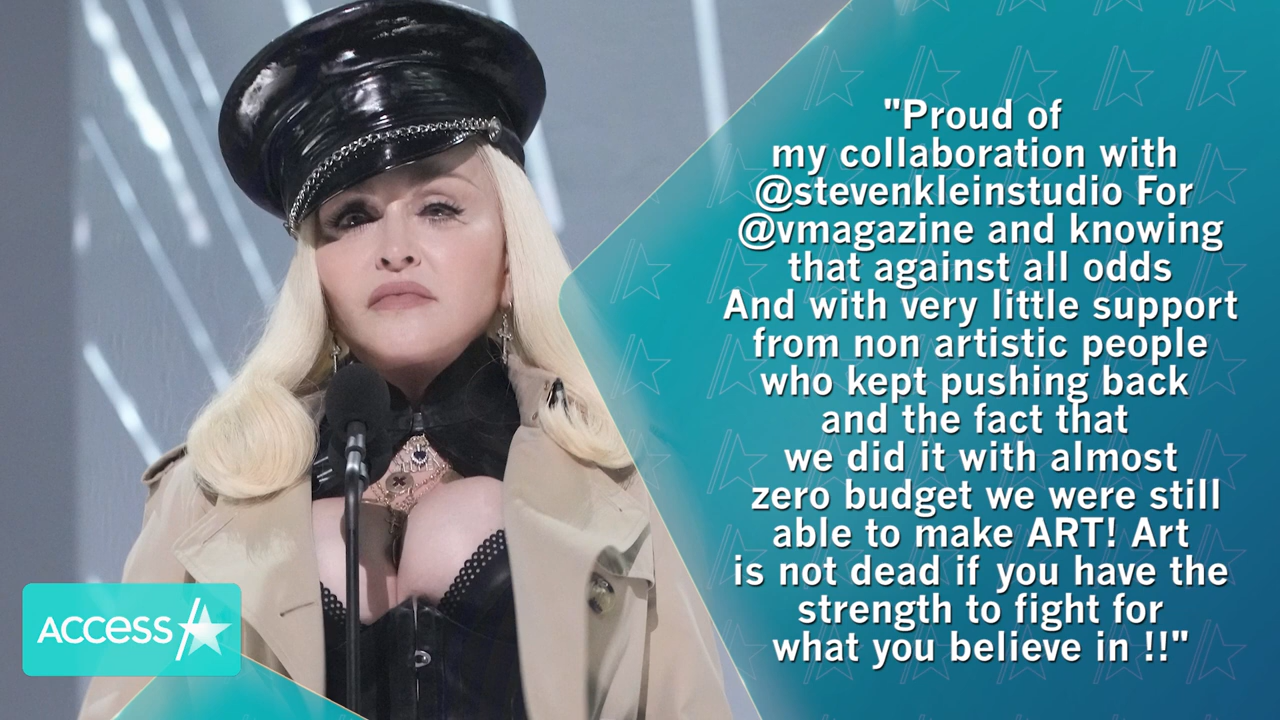 "Proud of
my collaboration with
@stevenkleinstudio For
@vmagazine and knowing
that against all odds
And with very little support
from non artistic people
who kept pushing back
and the fact that
we did it with almost
zero budget we were still
able to make ART! Art
is not dead if you have the
strength to fight for
what you believe in !!"
ACCESS